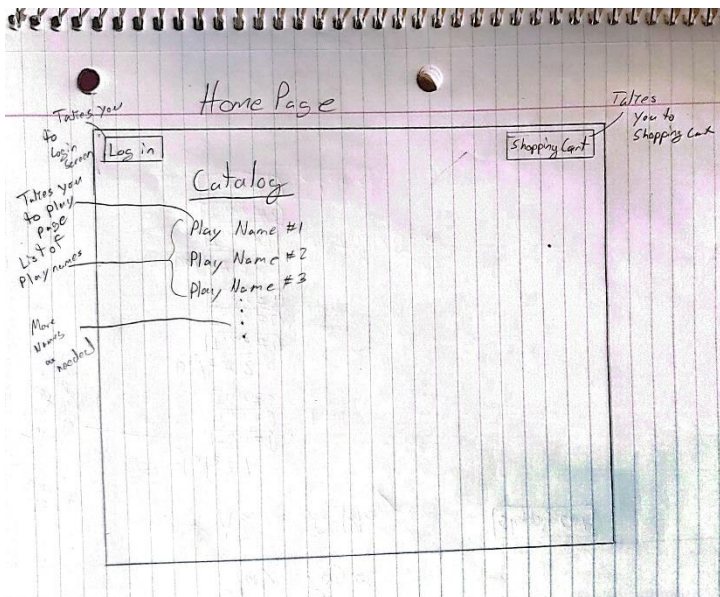 Home Page
Takes you
to
Login
Screen
Log in
Shopping Cart
Takes
you to
Shopping Cart
Catalog
Takes you
to play
page
List of
Play names
Play Name #1
Play Name #2
Play Name #3
More
Names
as
needed